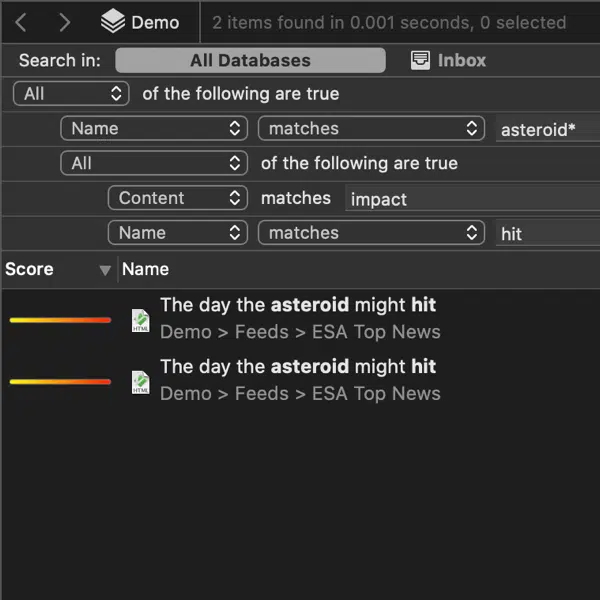 Demo 2 items found in 0.001 seconds, 0 selected
Search in: All Databases Inbox
All of the following are true
Name matches asteroid*
All of the following are true
Content matches impact
Name matches hit
Score Name
The day the asteroid might hit
HTML Demo > Feeds > ESA Top News
The day the asteroid might hit
HTML Demo > Feeds > ESA Top News